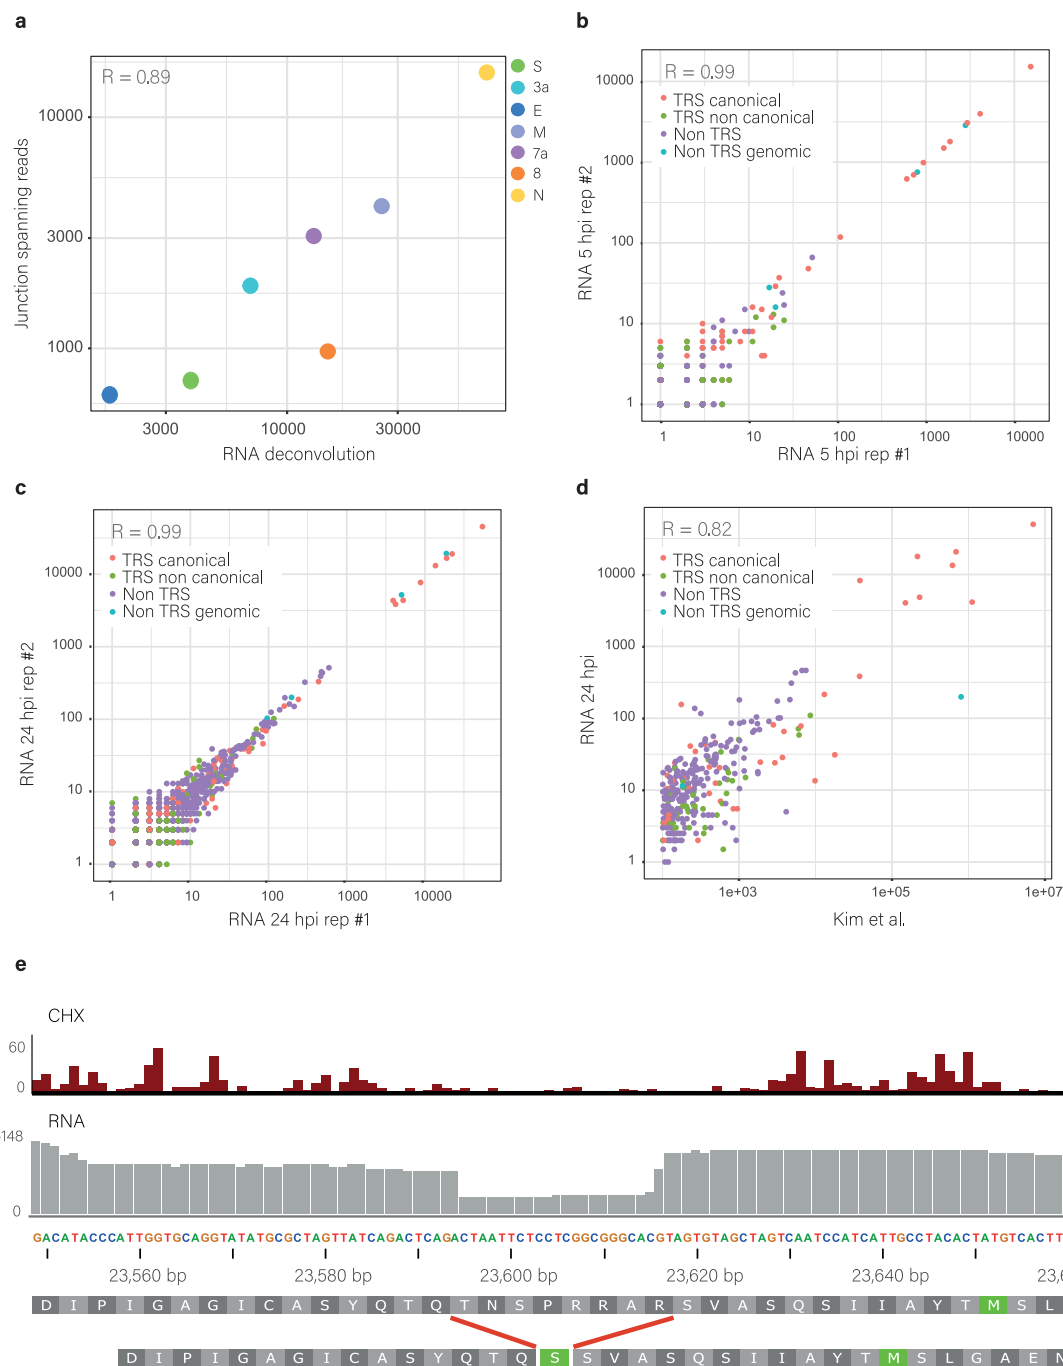 a
R = 0.89
10000
3000
1000
3000 10000 30000
Junction spanning reads
RNA deconvolution
S
3a
E
M
7a
8
N
b
R = 0.99
TRS canonical
TRS non canonical
Non TRS
Non TRS genomic
10000
1000
100
10
1
1 10 100 1000 10000
RNA 5 hpi rep #2
RNA 5 hpi rep #1
c
R = 0.99
TRS canonical
TRS non canonical
Non TRS
Non TRS genomic
10000
1000
100
10
1
1 10 100 1000 10000
RNA 24 hpi rep #2
RNA 24 hpi rep #1
d
R = 0.82
TRS canonical
TRS non canonical
Non TRS
Non TRS genomic
10000
1000
100
10
1
1e+03 1e+05 1e+07
RNA 24 hpi
Kim et al.
e
CHX
60
0
RNA
148
0
GACATACCCATTGGTGCAGGTATATGCGCTAGTTATCAGACTCAGACTAATTCTCCTCGGCGGGCACGTAGTGTAGCTAGTCAATCCATCATTGCCTACACTATGTCACTT
23,560 bp 23,580 bp 23,600 bp 23,620 bp 23,640 bp 23,6
D I P I G A G I C A S Y Q T Q T N S P R R A R S V A S Q S I I A Y T M S L
D I P I G A G I C A S Y Q T Q S S V A S Q S I I A Y T M S L G A E